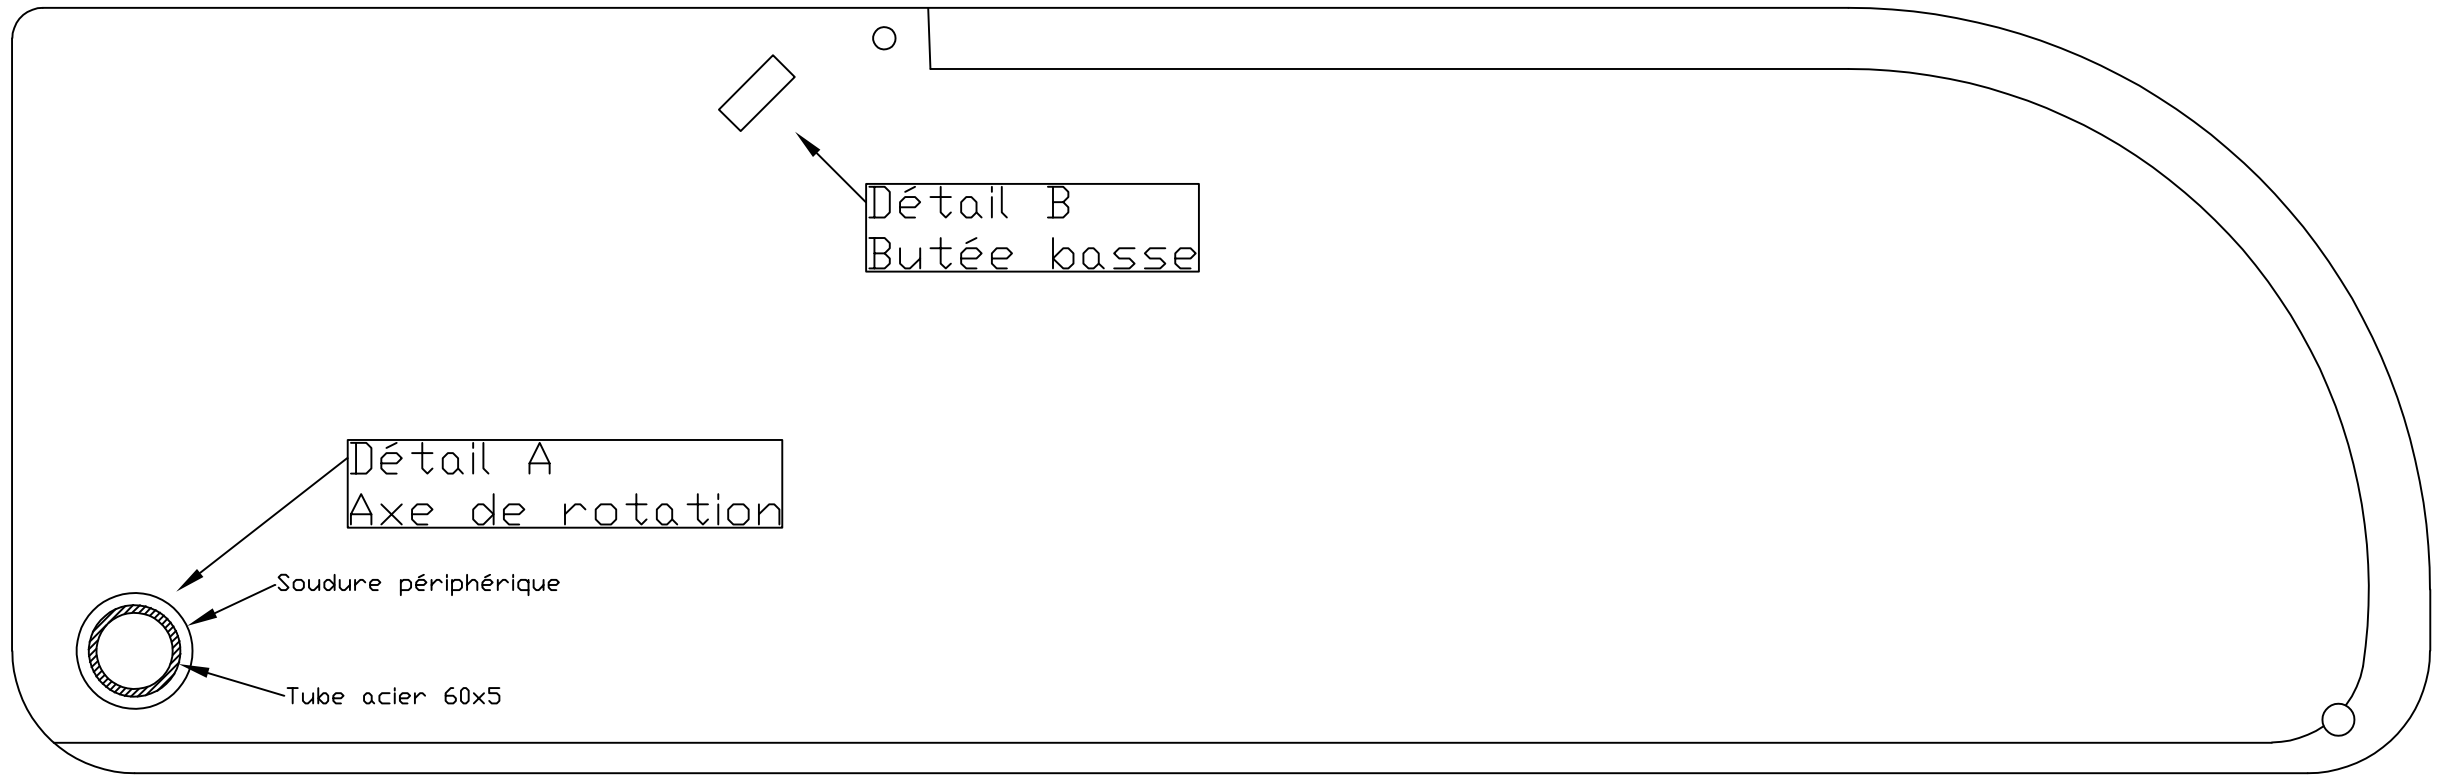 Détail B
Butée basse
Détail A
Axe de rotation
Soudure périphérique
Tube acier 60x5